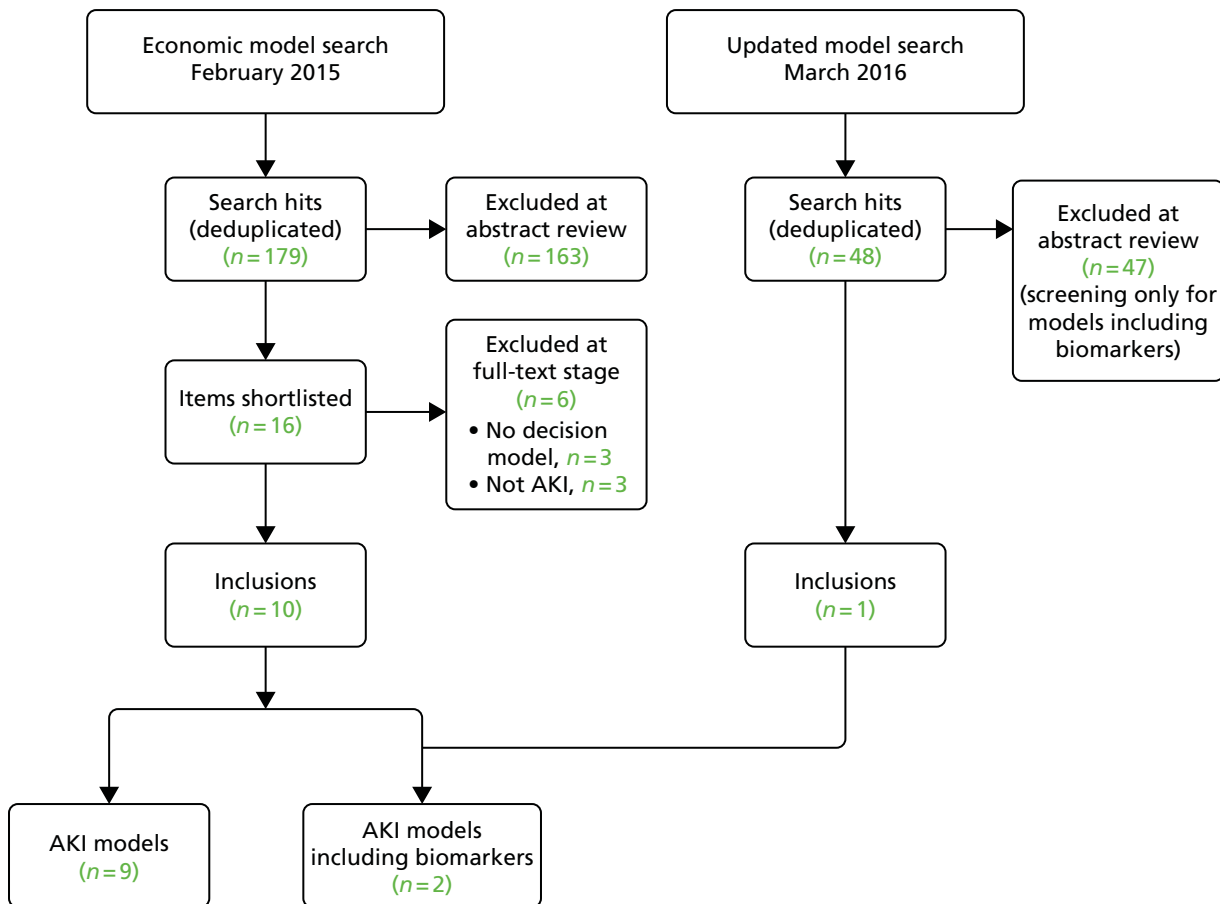 Economic model search
February 2015
Updated model search
March 2016
Search hits
(deduplicated)
(n=179)
Excluded at
abstract review
(n=163)
Search hits
(deduplicated)
(n=48)
Excluded at
abstract review
(n=47)
(screening only for
models including
biomarkers)
Items shortlisted
(n=16)
Excluded at
full-text stage
(n=6)
• No decision
model, n=3
• Not AKI, n=3
Inclusions
(n=10)
Inclusions
(n=1)
AKI models
(n=9)
AKI models
including biomarkers
(n=2)